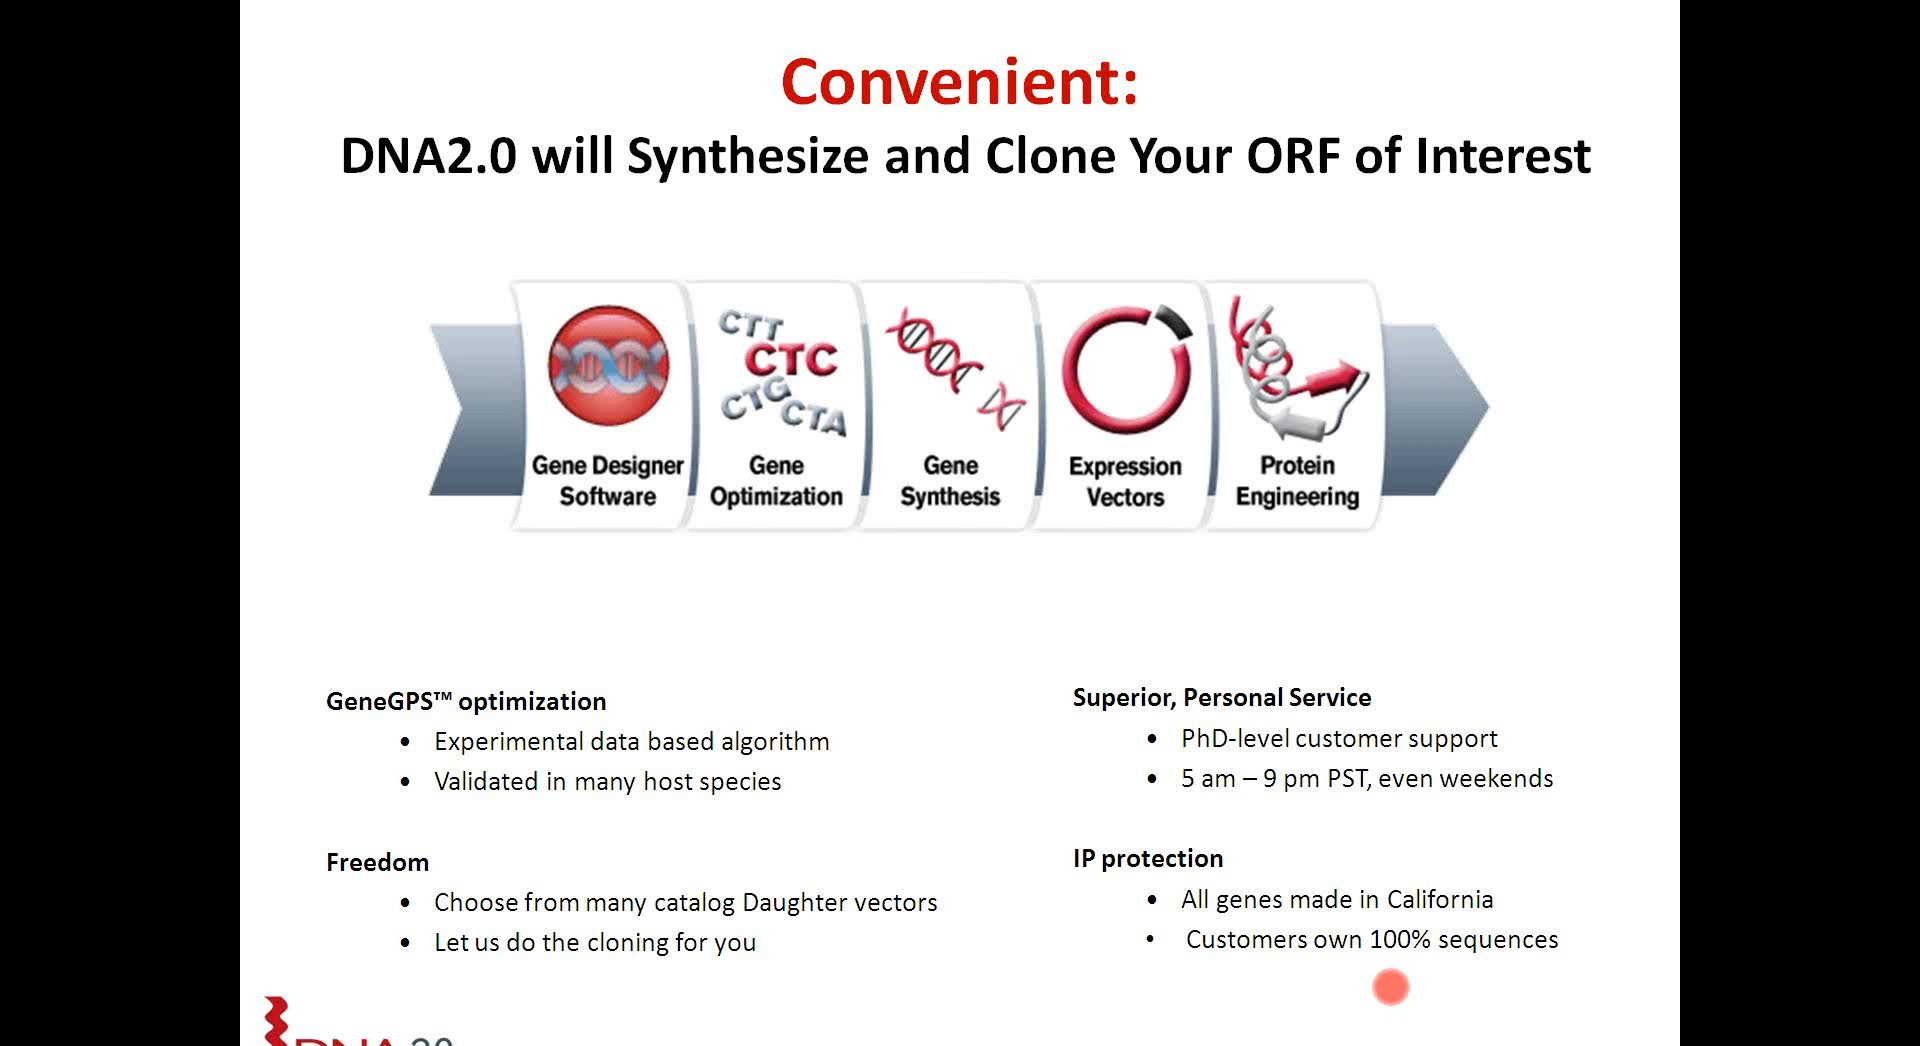 Convenient:
DNA2.0 will Synthesize and Clone Your ORF of Interest
CTT
CTC
CTG
CTA
Gene Designer
Software
Gene
Optimization
Gene
Synthesis
Expression
Vectors
Protein
Engineering
GeneGPS™ optimization
• Experimental data based algorithm
• Validated in many host species
Freedom
• Choose from many catalog Daughter vectors
• Let us do the cloning for you
Superior, Personal Service
• PhD-level customer support
• 5 am – 9 pm PST, even weekends
IP protection
• All genes made in California
• Customers own 100% sequences
DNA 2.0